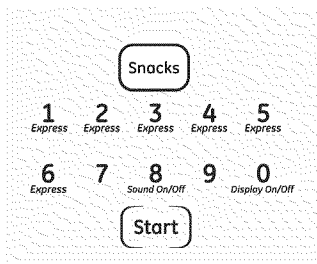 Snacks
1 2 3 4 5
Express Express Express Express Express
6 7 8 9 0
Express Sound On/Off Display On/Off
Start